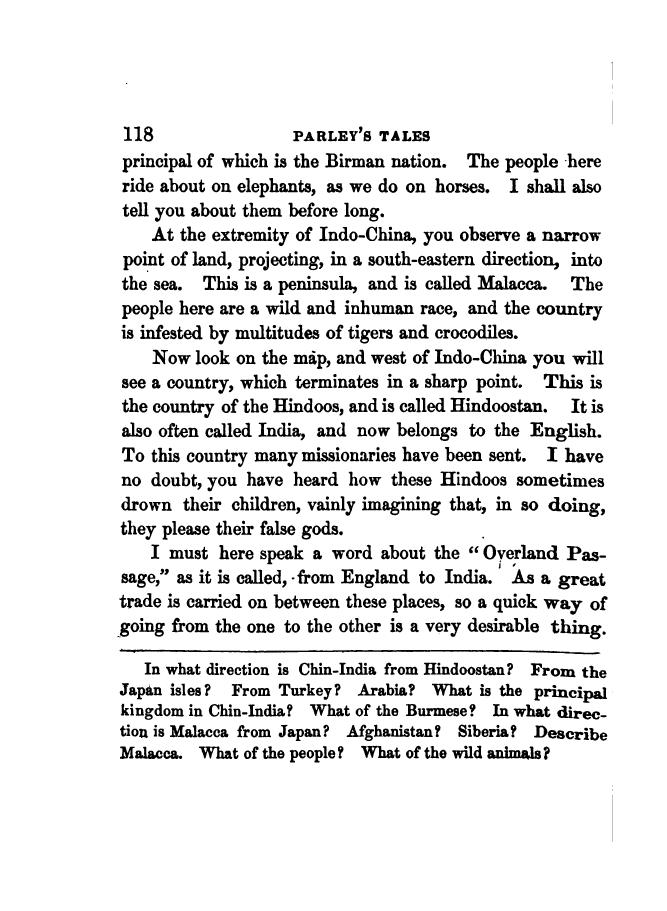 118 PARLEY'S TALES
principal of which is the Birman nation. The people here
ride about on elephants, as we do on horses. I shall also
tell you about them before long.
At the extremity of Indo-China, you observe a narrow
point of land, projecting, in a south-eastern direction, into
the sea. This is a peninsula, and is called Malacca. The
people here are a wild and inhuman race, and the country
is infested by multitudes of tigers and crocodiles.
Now look on the map, and west of Indo-China you will
see a country, which terminates in a sharp point. This is
the country of the Hindoos, and is called Hindoostan. It is
also often called India, and now belongs to the English.
To this country many missionaries have been sent. I have
no doubt, you have heard how these Hindoos sometimes
drown their children, vainly imagining that, in so doing,
they please their false gods.
I must here speak a word about the "Overland Pas-
sage," as it is called, from England to India. As a great
trade is carried on between these places, so a quick way of
going from the one to the other is a very desirable thing.
In what direction is Chin-India from Hindoostan? From the
Japan isles? From Turkey? Arabia? What is the principal
kingdom in Chin-India? What of the Burmese? In what direc-
tion is Malacca from Japan? Afghanistan? Siberia? Describe
Malacca. What of the people? What of the wild animals?